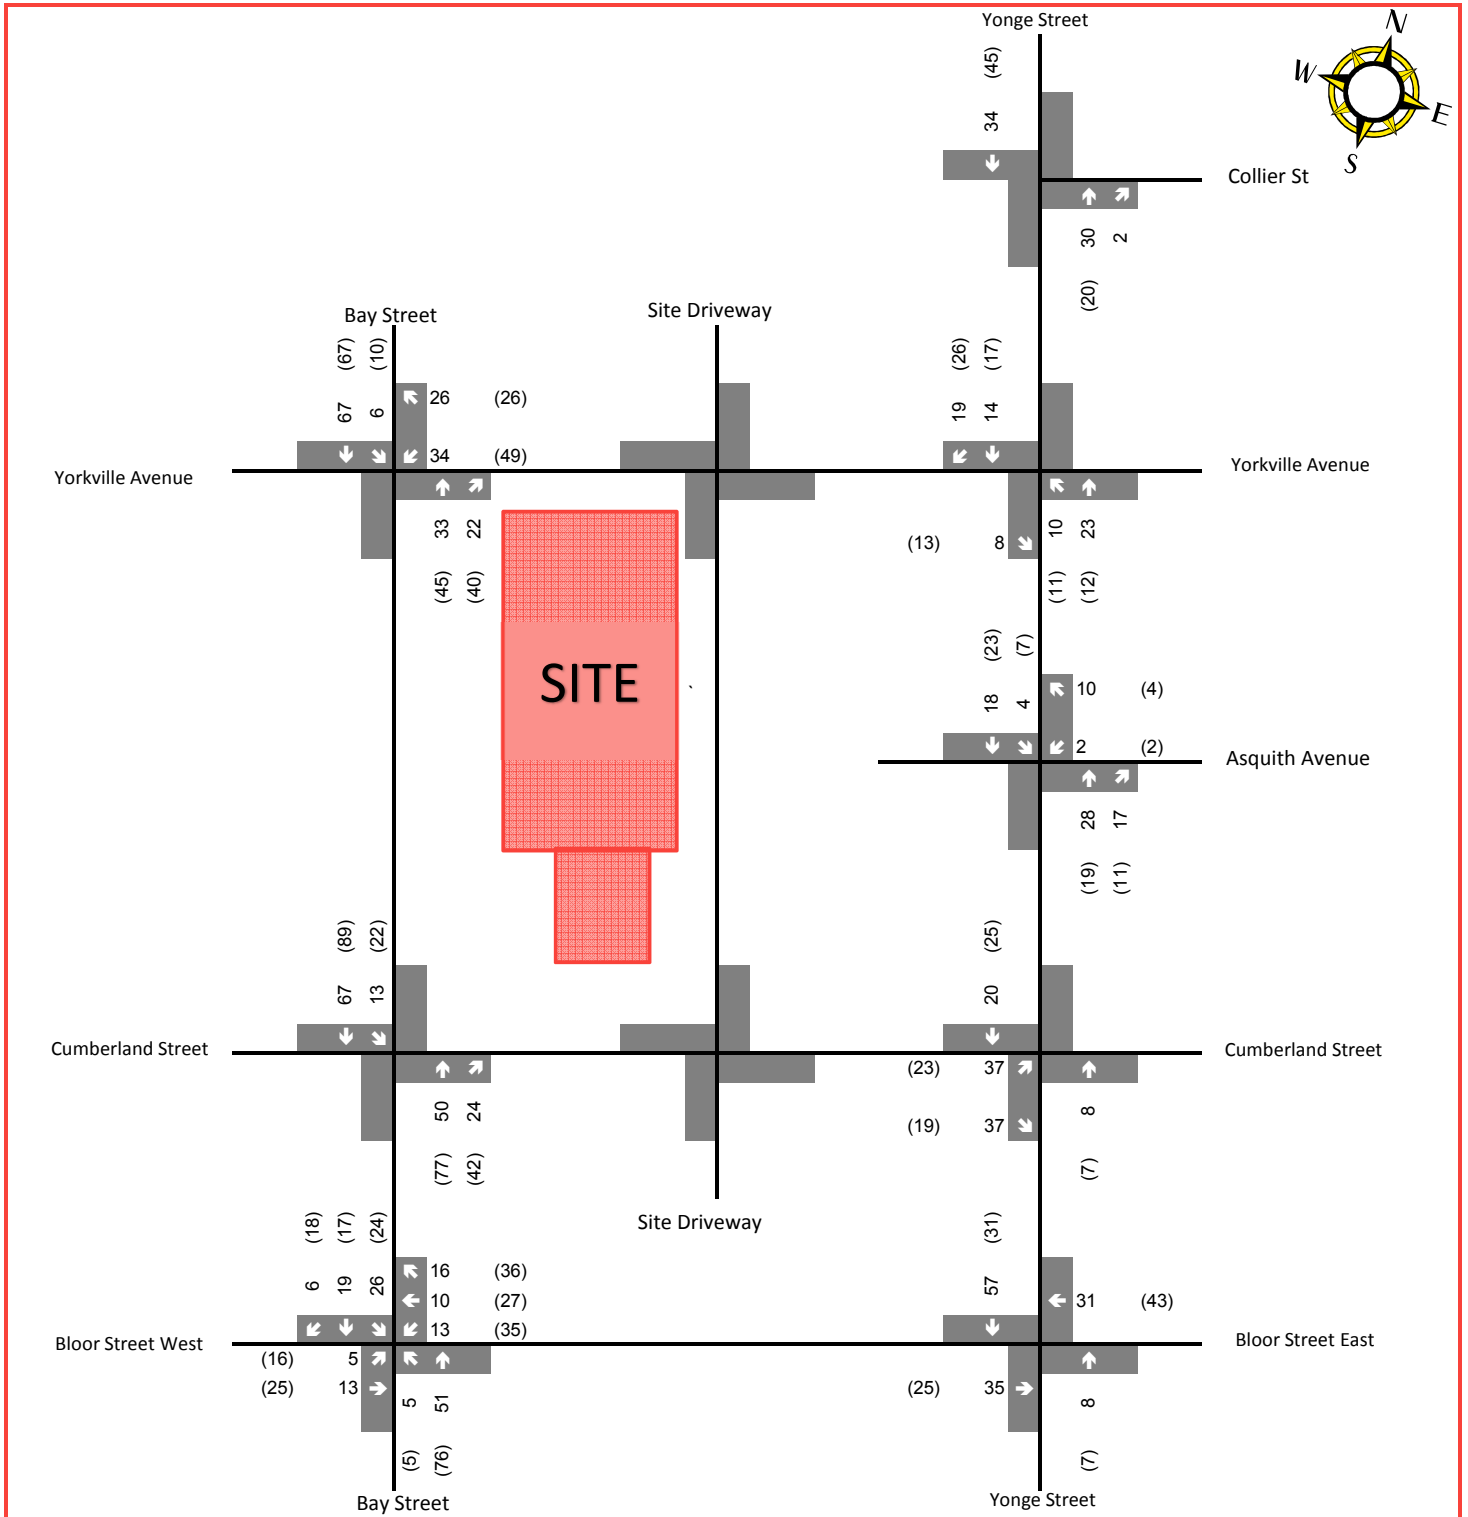 Yonge Street
N
W
E
S
(45)
34
Collier St
30 2
(20)
Bay Street
Site Driveway
(67) (10)
67 6
26 (26)
34 (49)
(26) (17)
19 14
Yorkville Avenue
Yorkville Avenue
33 22
(45) (40)
(13) 8
10 23
(11) (12)
SITE
(23) (7)
18 4
10 (4)
2 (2)
Asquith Avenue
28 17
(19) (11)
(89) (22)
67 13
(25)
20
Cumberland Street
Cumberland Street
50 24
(77) (42)
(23) 37
(19) 37
8
(7)
Site Driveway
(18) (17) (24)
6 19 26
16 (36)
10 (27)
13 (35)
(31)
57
31 (43)
Bloor Street West
Bloor Street East
(16) 5
(25) 13
5 51
(5) (76)
(25) 35
8
(7)
Bay Street
Yonge Street